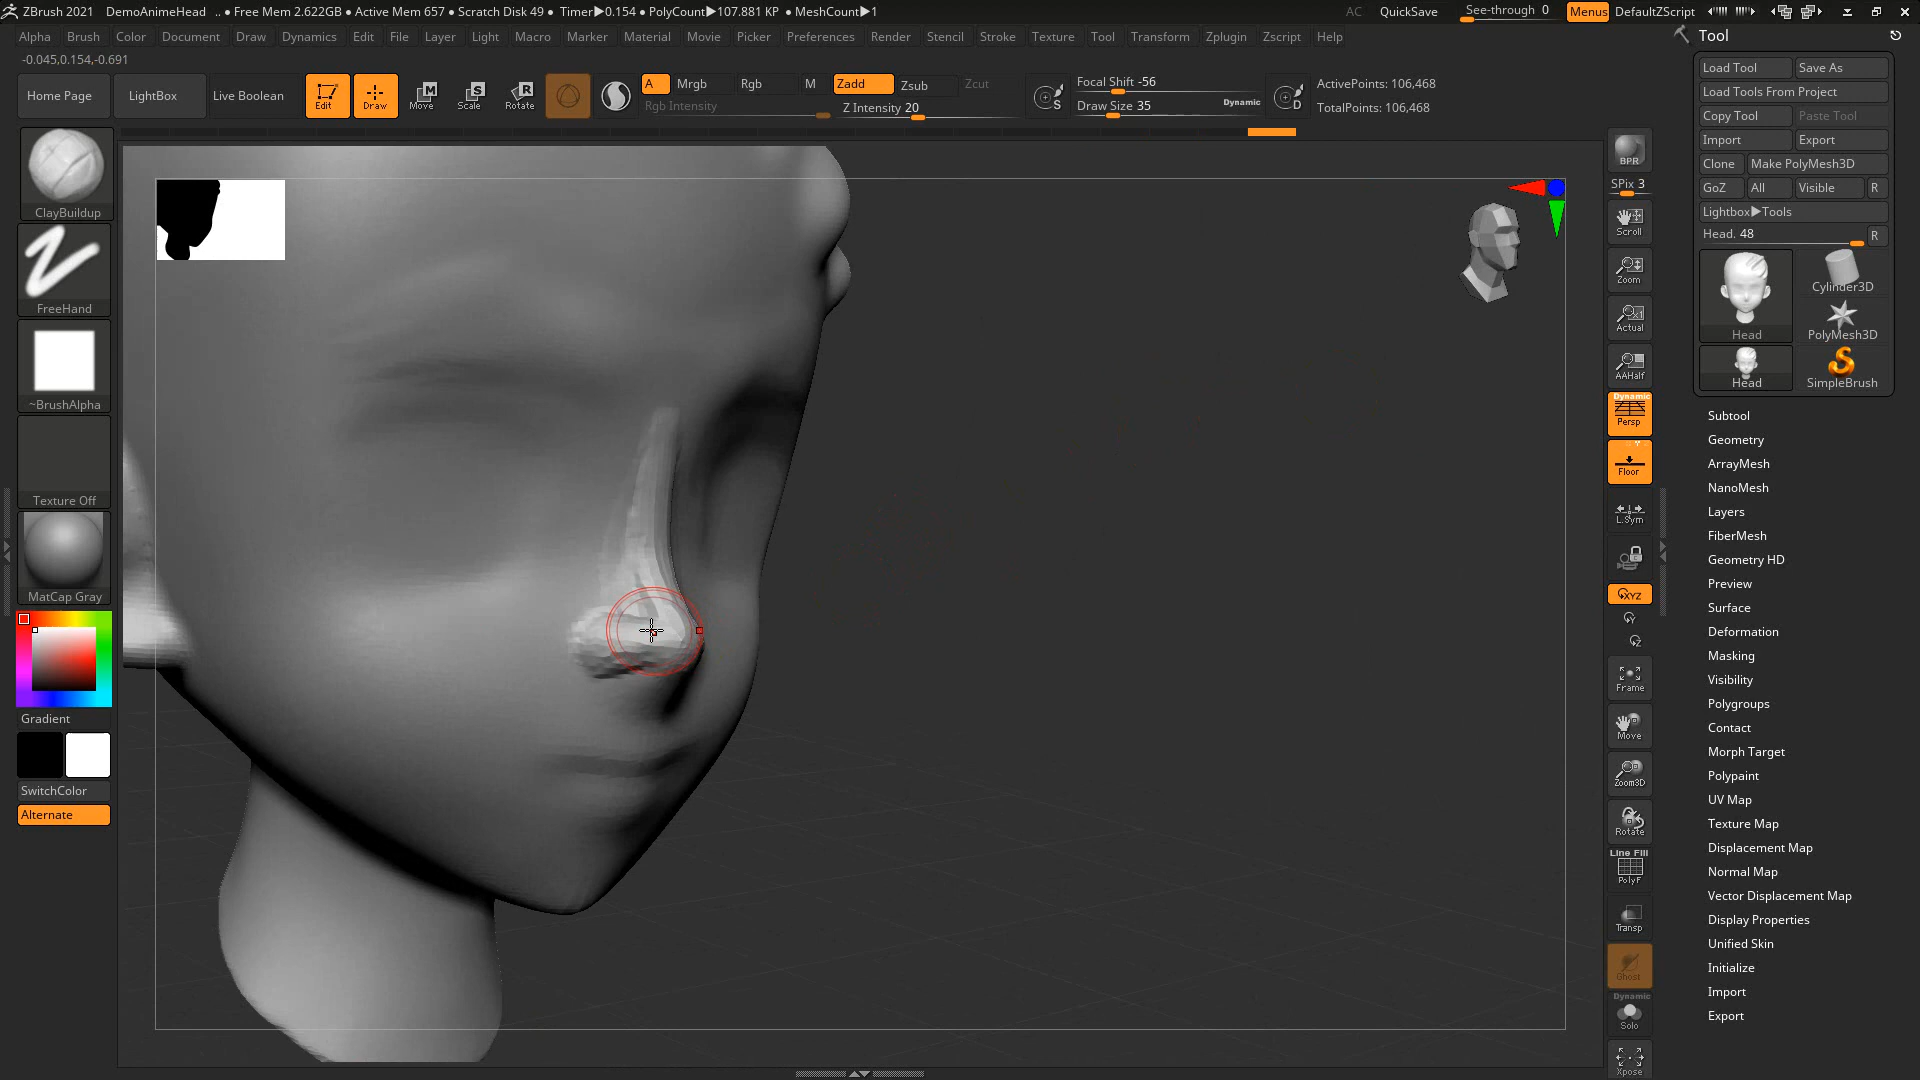 ZBrush 2021 DemoAnimeHead .. • Free Mem 2.622GB • Active Mem 657 • Scratch Disk 49 • Timer▶0.154 • PolyCount▶107.881 KP • MeshCount▶1 AC QuickSave See-through 0 Menus DefaultZScript
Alpha Brush Color Document Draw Dynamics Edit File Layer Light Macro Marker Material Movie Picker Preferences Render Stencil Stroke Texture Tool Transform Zplugin Zscript Help
-0.045,0.154,-0.691
Home Page LightBox Live Boolean Edit Draw Move Scale Rotate
A Mrgb Rgb M Zadd Zsub Zcut
Rgb Intensity Z Intensity 20
S Focal Shift -56
Draw Size 35 Dynamic D
ActivePoints: 106,468
TotalPoints: 106,468
ClayBuildup
FreeHand
~BrushAlpha
Texture Off
MatCap Gray
Gradient
SwitchColor
Alternate
BPR
SPix 3
Scroll
Zoom
Actual
AAHalf
Dynamic
Persp
Floor
L.Sym
XYZ
Y
Z
Frame
Move
Zoom3D
Rotate
Line Fill
PolyF
Transp
Ghost
Dynamic
Solo
Xpose
Tool
Load Tool Save As
Load Tools From Project
Copy Tool Paste Tool
Import Export
Clone Make PolyMesh3D
GoZ All Visible R
Lightbox▶Tools
Head. 48 R
Head Cylinder3D
PolyMesh3D
Head SimpleBrush
Subtool
Geometry
ArrayMesh
NanoMesh
Layers
FiberMesh
Geometry HD
Preview
Surface
Deformation
Masking
Visibility
Polygroups
Contact
Morph Target
Polypaint
UV Map
Texture Map
Displacement Map
Normal Map
Vector Displacement Map
Display Properties
Unified Skin
Initialize
Import
Export